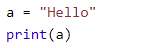 a = "Hello"
print(a)